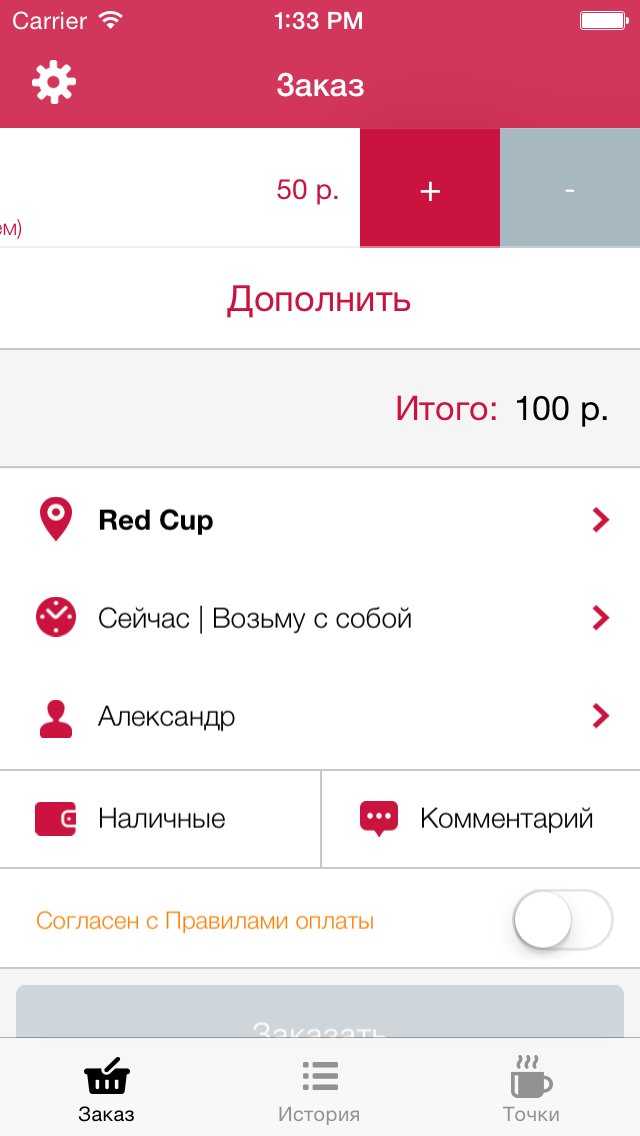 Carrier 1:33 PM
Заказ
50 р. + -
ем)
Дополнить
Итого: 100 р.
Red Cup
Сейчас | Возьму с собой
Александр
Наличные Комментарий
Согласен с Правилами оплаты
Заказать
Заказ История Точки